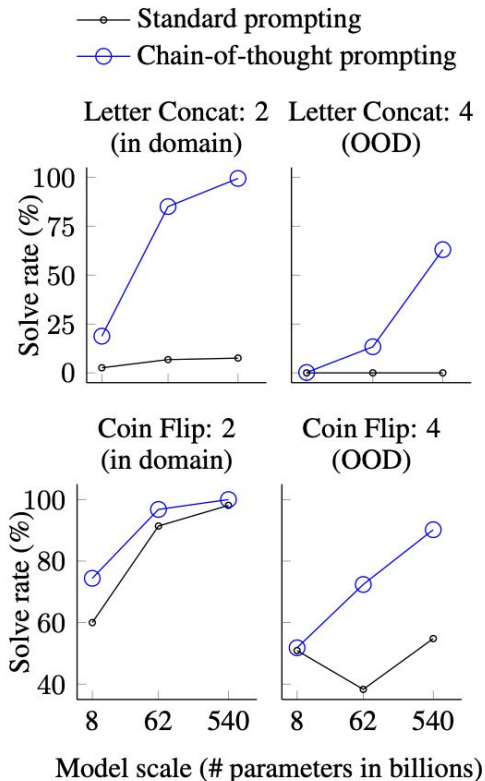 Standard prompting
Chain-of-thought prompting
Letter Concat: 2
(in domain)
Letter Concat: 4
(OOD)
Solve rate (%)
100
75
50
25
0
Coin Flip: 2
(in domain)
Coin Flip: 4
(OOD)
Solve rate (%)
100
80
60
40
8 62 540
8 62 540
Model scale (# parameters in billions)